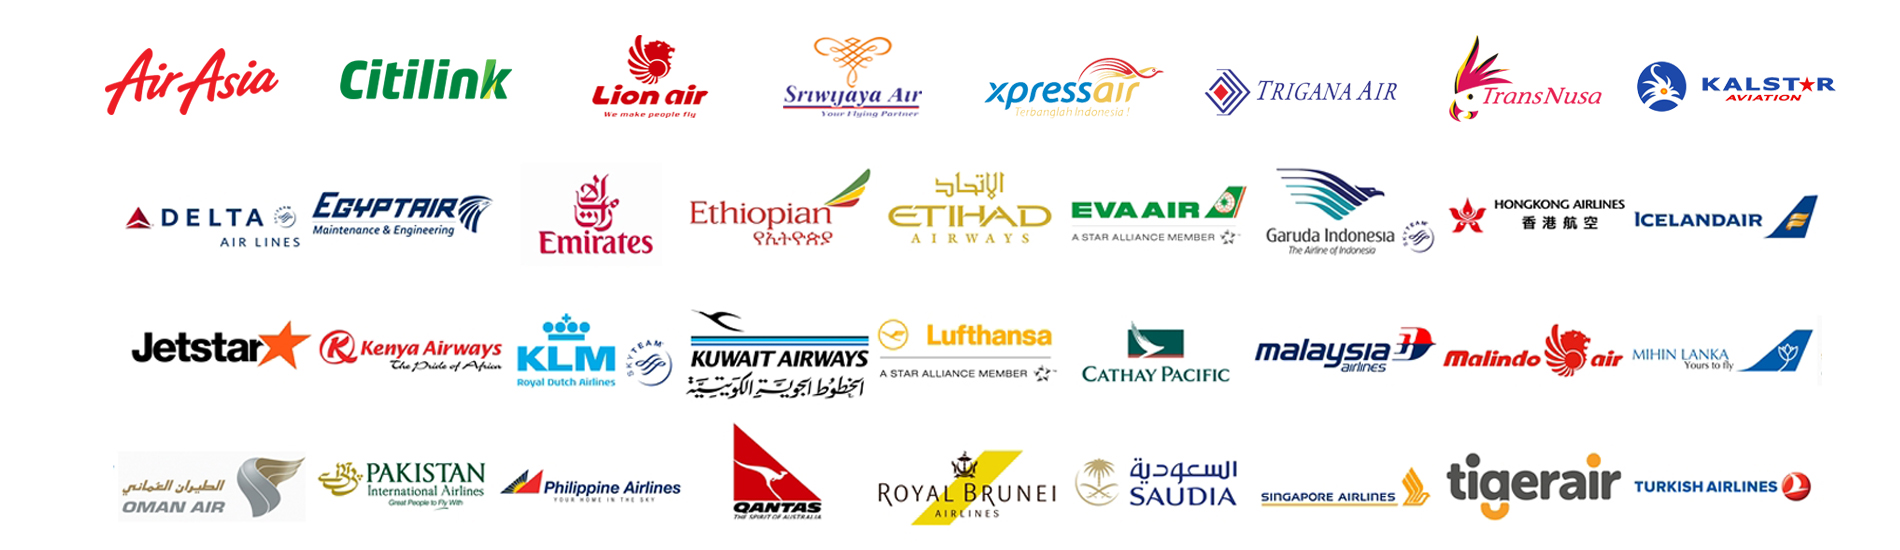 AirAsia
Citilink
Lion air
We make people fly
Sriwijaya Air
Your Flying Partner
xpressair
Terbanglah Indonesia !
TRIGANA AIR
TransNusa
KALSTAR
AVIATION
DELTA
AIR LINES
SKYTEAM
EGYPTAIR
Maintenance & Engineering
الإتحاد
Emirates
Ethiopian
የኢትዮጵያ
ETIHAD
AIRWAYS
EVA AIR
A STAR ALLIANCE MEMBER
Garuda Indonesia
The Airline of Indonesia
SKYTEAM
HONGKONG AIRLINES
香港航空
ICELANDAIR
Jetstar
Kenya Airways
The Pride of Africa
KLM
Royal Dutch Airlines
SKYTEAM
KUWAIT AIRWAYS
الخطوط الجوية الكويتية
Lufthansa
A STAR ALLIANCE MEMBER
CATHAY PACIFIC
malaysia
airlines
Malindo air
MIHIN LANKA
Yours to fly
الطيران العماني
OMAN AIR
PAKISTAN
International Airlines
Great People to Fly With
Philippine Airlines
YOUR HOME IN THE SKY
QANTAS
THE SPIRIT OF AUSTRALIA
ROYAL BRUNEI
AIRLINES
السعودية
SAUDIA
SINGAPORE AIRLINES
tigerair
TURKISH AIRLINES